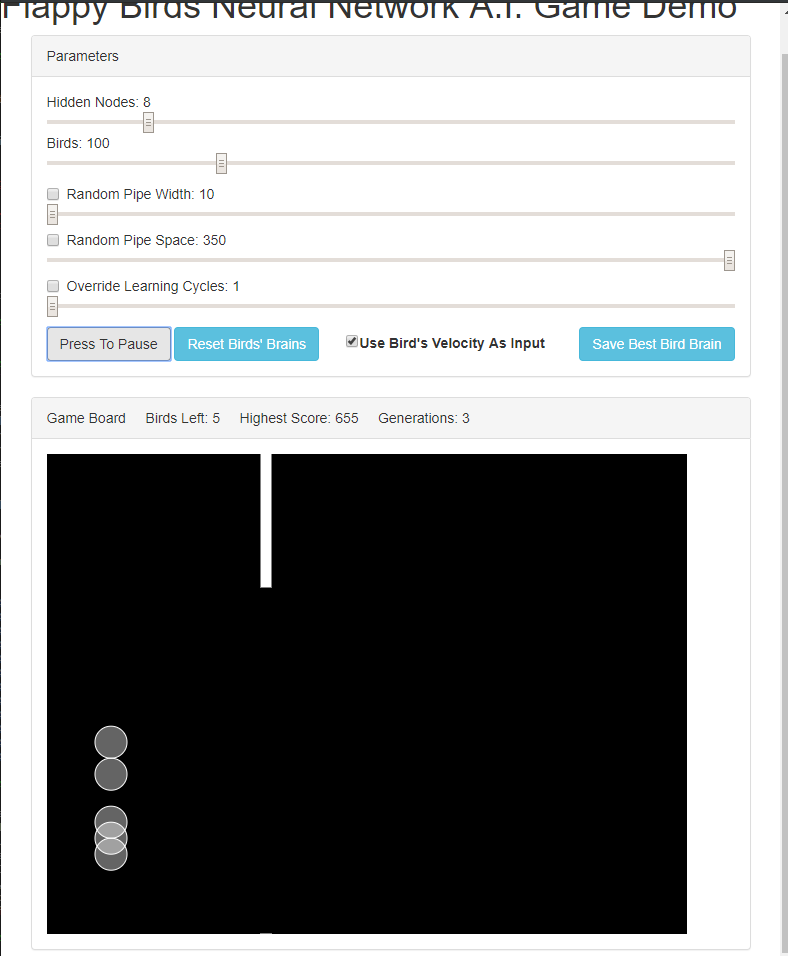 Flappy Birds Neural Network A.I. Game Demo
Parameters
Hidden Nodes: 8
Birds: 100
Random Pipe Width: 10
Random Pipe Space: 350
Override Learning Cycles: 1
Press To Pause Reset Birds' Brains Use Bird's Velocity As Input Save Best Bird Brain
Game Board Birds Left: 5 Highest Score: 655 Generations: 3